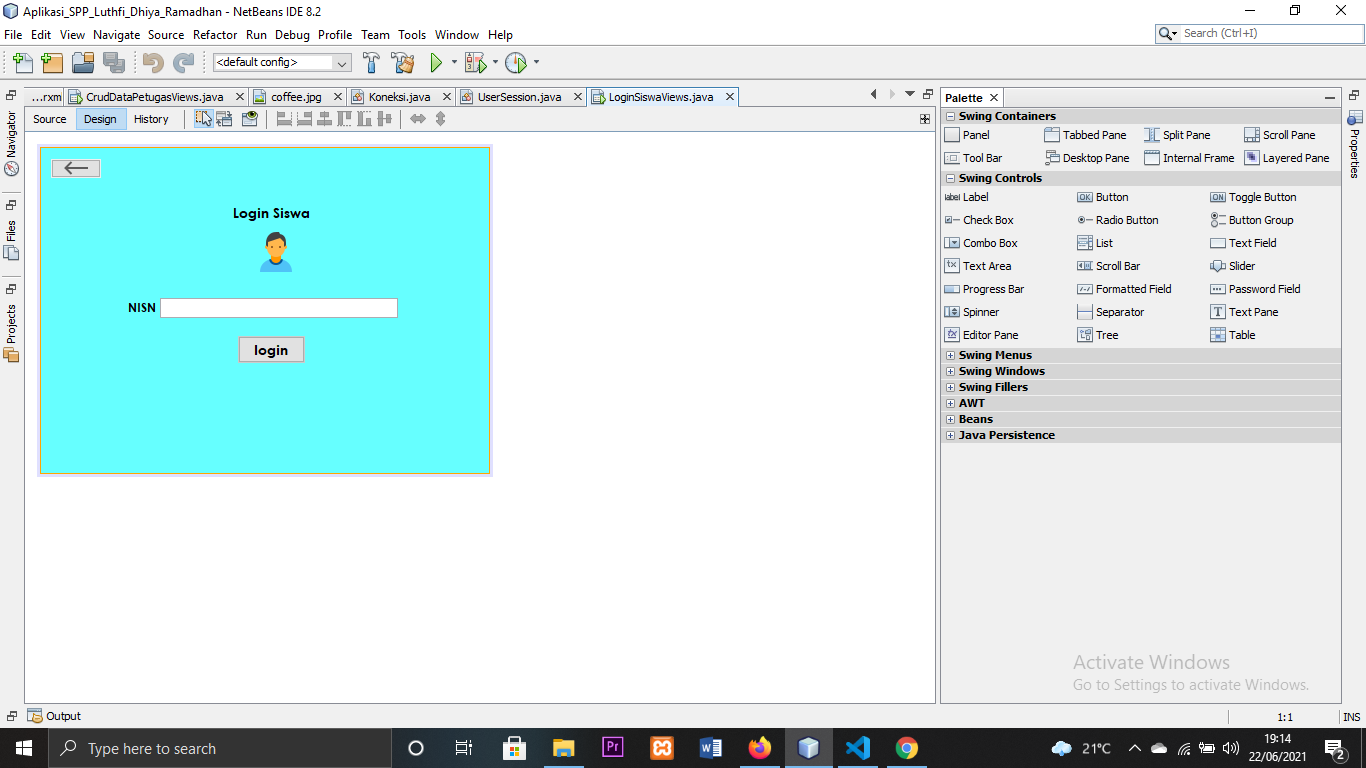 Aplikasi_SPP_Luthfi_Dhiya_Ramadhan - NetBeans IDE 8.2
File Edit View Navigate Source Refactor Run Debug Profile Team Tools Window Help
Search (Ctrl+I)
<default config>
...rxm CrudDataPetugasViews.java coffee.jpg Koneksi.java UserSession.java LoginSiswaViews.java
Source Design History
Navigator
Files
Projects
Login Siswa
NISN
login
Palette
Swing Containers
Panel Tabbed Pane Split Pane Scroll Pane
Tool Bar Desktop Pane Internal Frame Layered Pane
Swing Controls
label Label OK Button ON Toggle Button
Check Box Radio Button Button Group
Combo Box List Text Field
tx Text Area Scroll Bar Slider
Progress Bar Formatted Field Password Field
Spinner Separator T Text Pane
Editor Pane Tree Table
Swing Menus
Swing Windows
Swing Fillers
AWT
Beans
Java Persistence
Properties
Activate Windows
Go to Settings to activate Windows.
Output
1:1 INS
Type here to search
Pr
W
21°C
19:14
22/06/2021
2